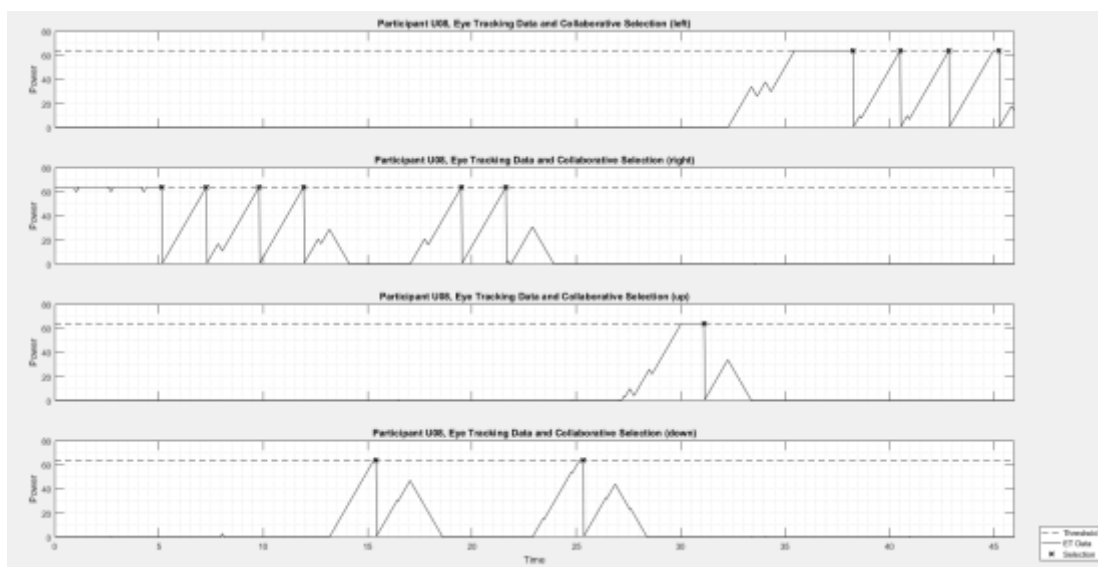 Participant U08, Eye Tracking Data and Collaborative Selection (left)
80
60
40
20
0
Power
Participant U08, Eye Tracking Data and Collaborative Selection (right)
80
60
40
20
0
Power
Participant U08, Eye Tracking Data and Collaborative Selection (up)
80
60
40
20
0
Power
Participant U08, Eye Tracking Data and Collaborative Selection (down)
80
60
40
20
0
Power
0 5 10 15 20 25 30 35 40 45
Time
Threshold
ET Data
Selection